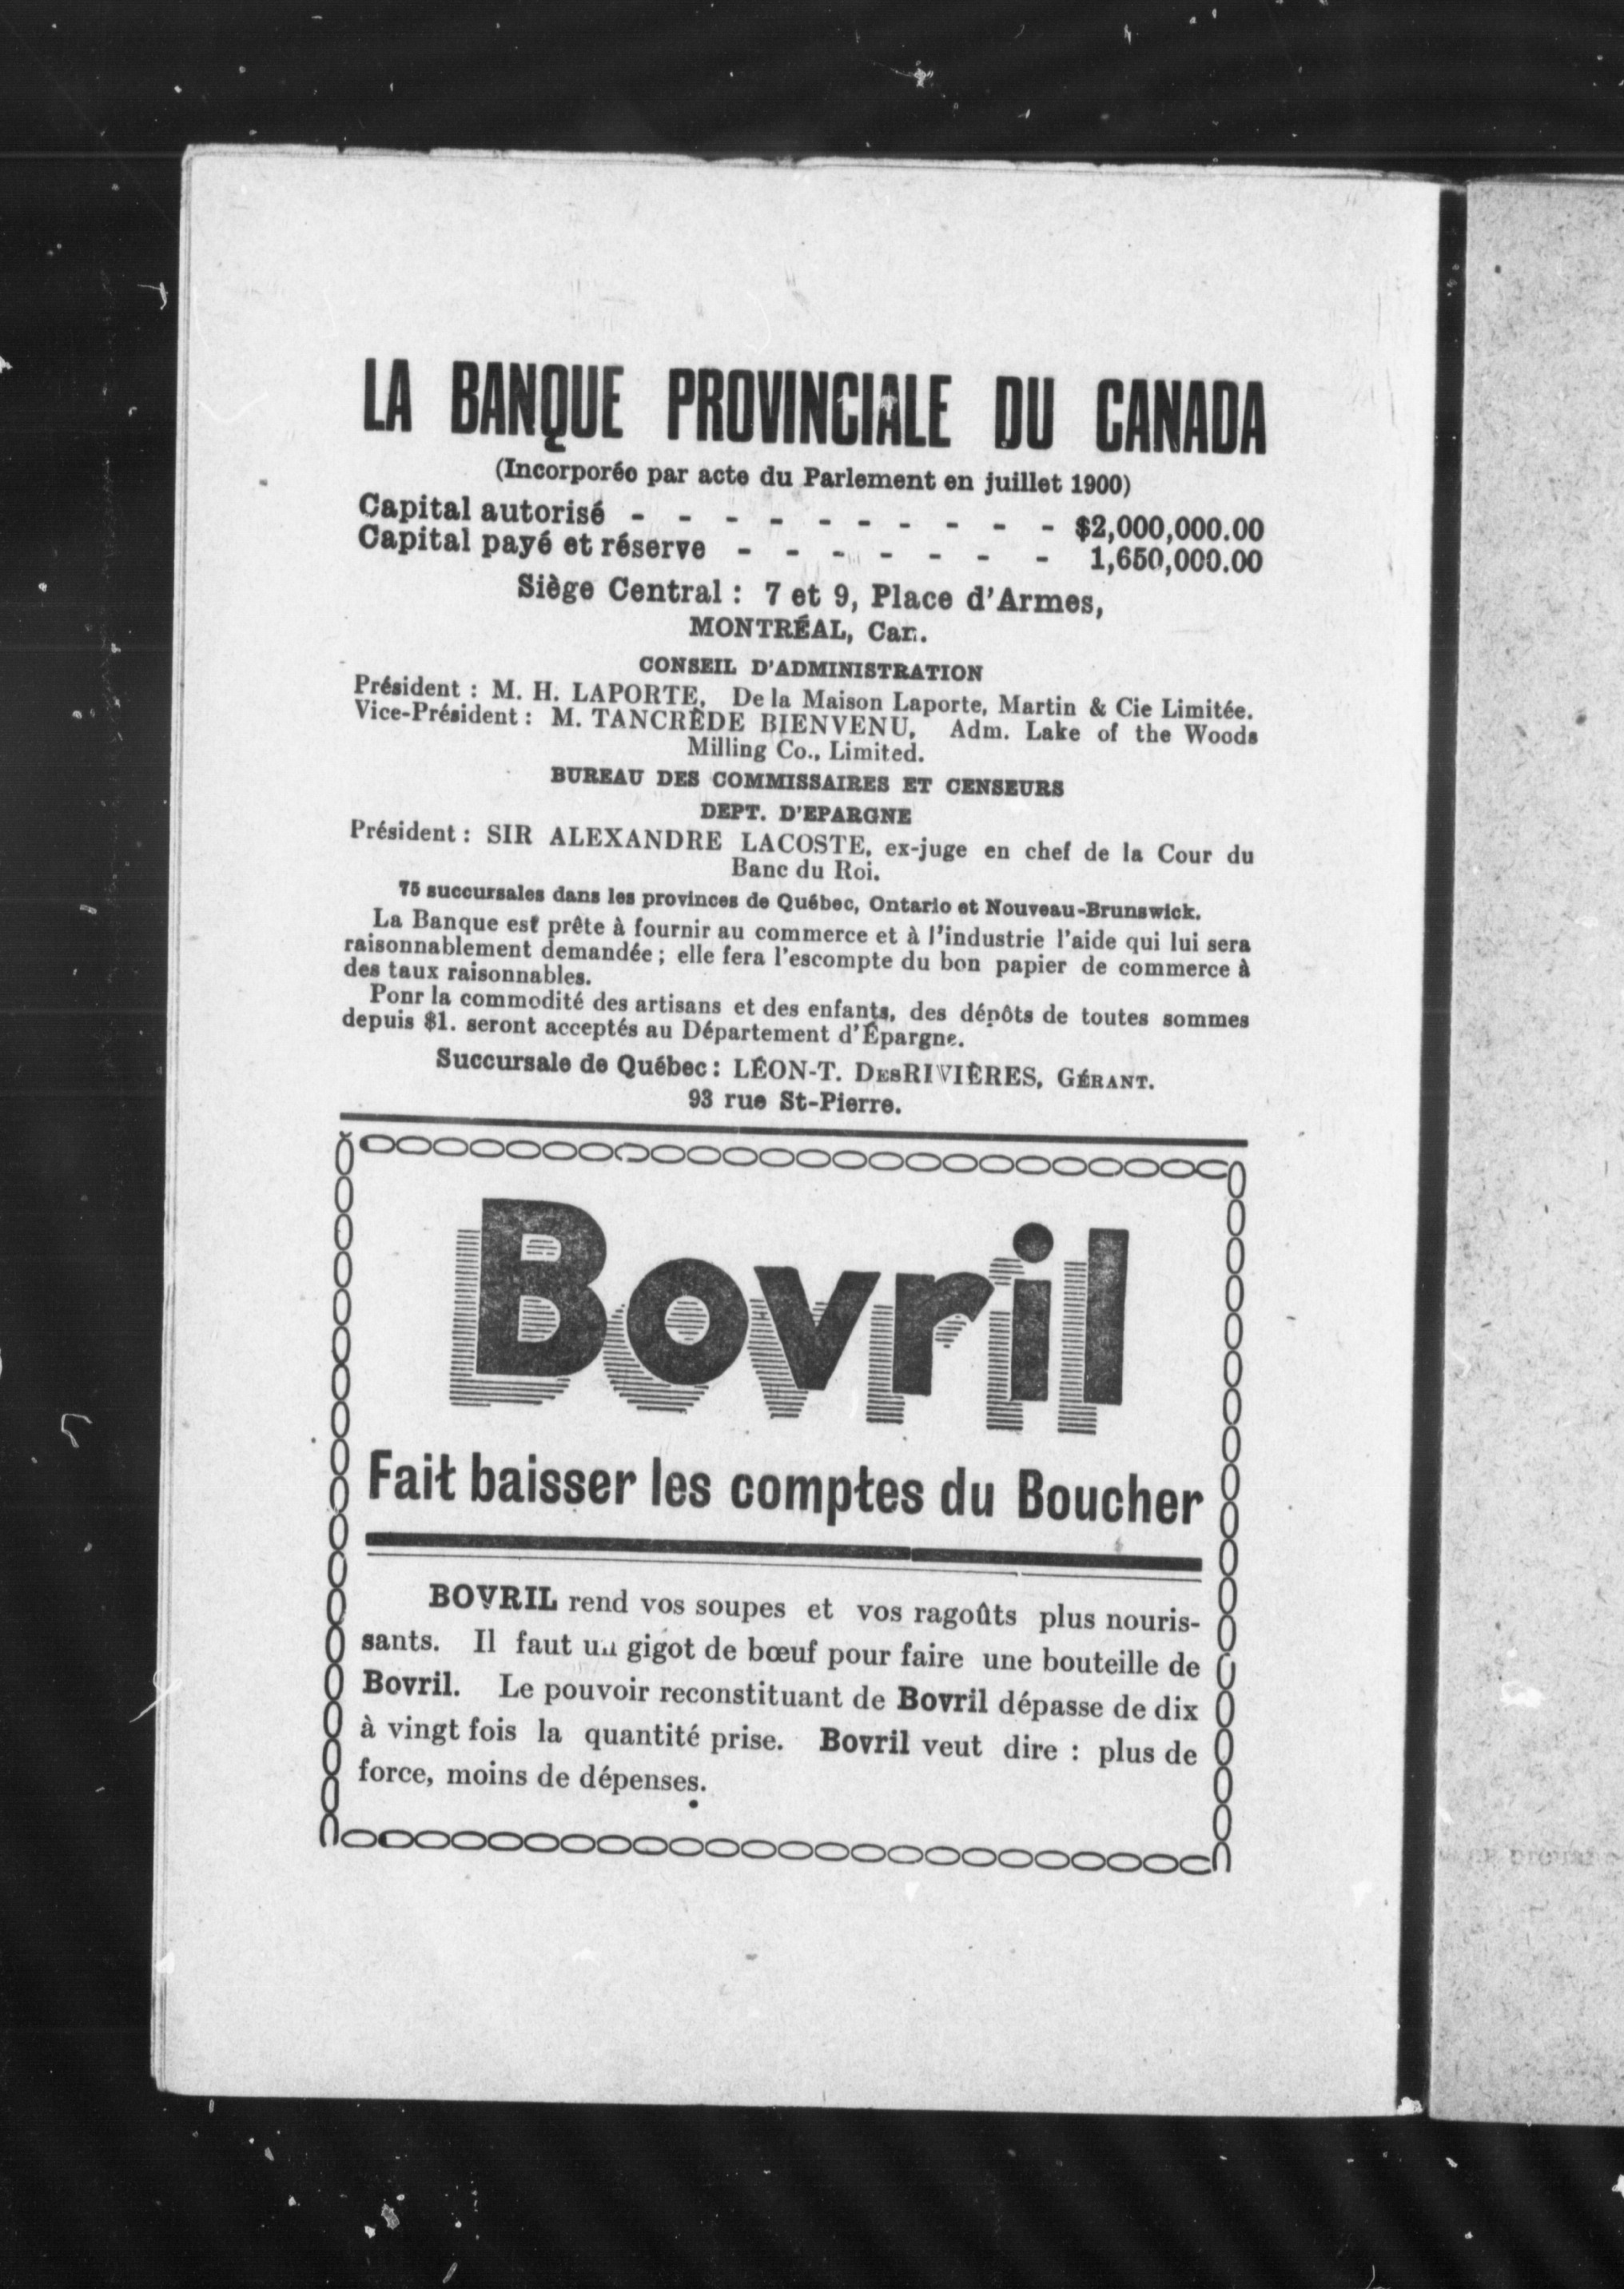 LA BANQUE PROVINCIALE DU CANADA
(Incorporée par acte du Parlement en juillet 1900)
Capital autorisé - - - - - - - - - - $2,000,000.00
Capital payé et réserve - - - - - - - 1,650,000.00
Siège Central : 7 et 9, Place d'Armes,
MONTRÉAL, Can.
CONSEIL D'ADMINISTRATION
Président : M. H. LAPORTE, De la Maison Laporte, Martin & Cie Limitée.
Vice-Président : M. TANCRÈDE BIENVENU, Adm. Lake of the Woods
Milling Co., Limited.
BUREAU DES COMMISSAIRES ET CENSEURS
DEPT. D'EPARGNE
Président : SIR ALEXANDRE LACOSTE, ex-juge en chef de la Cour du
Banc du Roi.
75 succursales dans les provinces de Québec, Ontario et Nouveau-Brunswick.
La Banque est prête à fournir au commerce et à l'industrie l'aide qui lui sera
raisonnablement demandée ; elle fera l'escompte du bon papier de commerce à
des taux raisonnables.
Ponr la commodité des artisans et des enfants, des dépôts de toutes sommes
depuis $1. seront acceptés au Département d'Épargne.
Succursale de Québec : LÉON-T. DESRIVIÈRES, GÉRANT.
93 rue St-Pierre.
Bovril
Fait baisser les comptes du Boucher
BOVRIL rend vos soupes et vos ragoûts plus nouris-
sants. Il faut un gigot de bœuf pour faire une bouteille de
Bovril. Le pouvoir reconstituant de Bovril dépasse de dix
à vingt fois la quantité prise. Bovril veut dire : plus de
force, moins de dépenses.